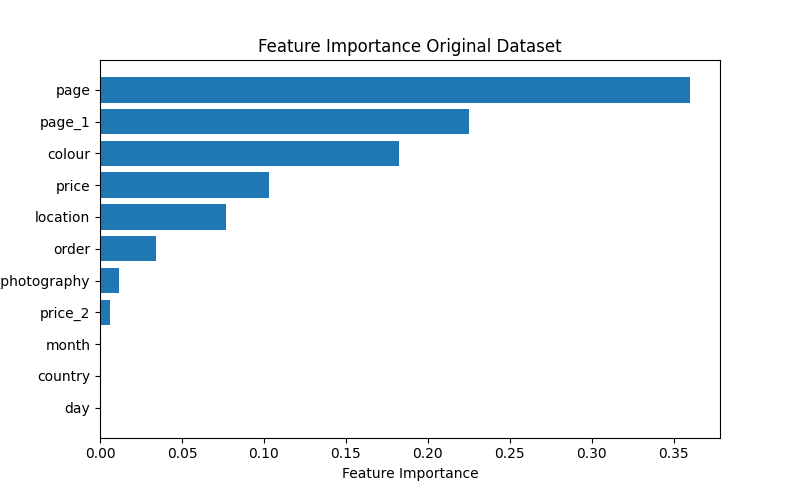 Feature Importance Original Dataset
page
page_1
colour
price
location
order
photography
price_2
month
country
day
0.00 0.05 0.10 0.15 0.20 0.25 0.30 0.35
Feature Importance